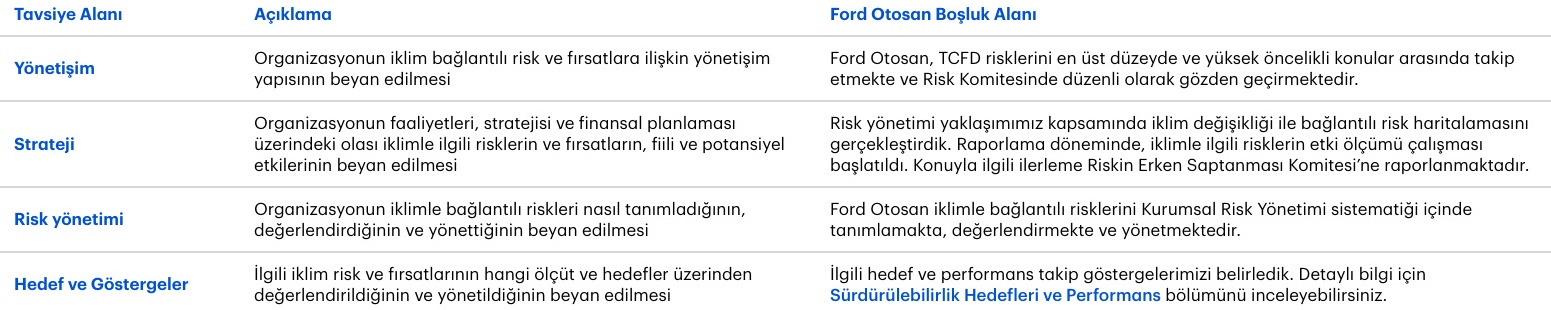 Tavsiye Alanı
Açıklama
Ford Otosan Boşluk Alanı
Yönetişim
Organizasyonun iklim bağlantılı risk ve fırsatlara ilişkin yönetişim
yapısının beyan edilmesi
Ford Otosan, TCFD risklerini en üst düzeyde ve yüksek öncelikli konular arasında takip
etmekte ve Risk Komitesinde düzenli olarak gözden geçirmektedir.
Strateji
Organizasyonun faaliyetleri, stratejisi ve finansal planlaması
üzerindeki olası iklimle ilgili risklerin ve fırsatların, fiili ve potansiyel
etkilerinin beyan edilmesi
Risk yönetimi yaklaşımımız kapsamında iklim değişikliği ile bağlantılı risk haritalamasını
gerçekleştirdik. Raporlama döneminde, iklimle ilgili risklerin etki ölçümü çalışması
başlatıldı. Konuyla ilgili ilerleme Riskin Erken Saptanması Komitesi’ne raporlanmaktadır.
Risk yönetimi
Organizasyonun iklimle bağlantılı riskleri nasıl tanımladığının,
değerlendirdiğinin ve yönettiğinin beyan edilmesi
Ford Otosan iklimle bağlantılı risklerini Kurumsal Risk Yönetimi sistematiği içinde
tanımlamakta, değerlendirmekte ve yönetmektedir.
Hedef ve Göstergeler
İlgili iklim risk ve fırsatlarının hangi ölçüt ve hedefler üzerinden
değerlendirildiğinin ve yönetildiğinin beyan edilmesi
İlgili hedef ve performans takip göstergelerimizi belirledik. Detaylı bilgi için
Sürdürülebilirlik Hedefleri ve Performans bölümünü inceleyebilirsiniz.